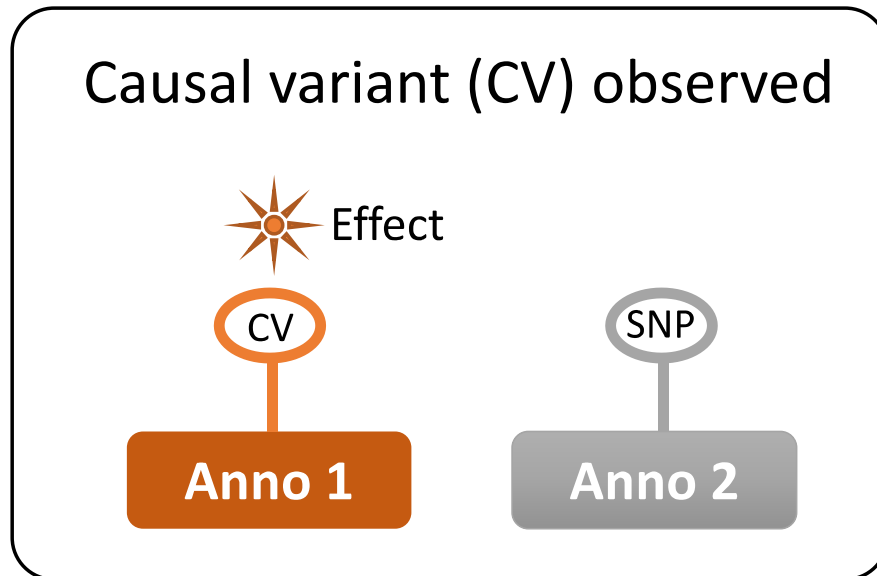 Causal variant (CV) observed
Effect
CV
SNP
Anno 1
Anno 2